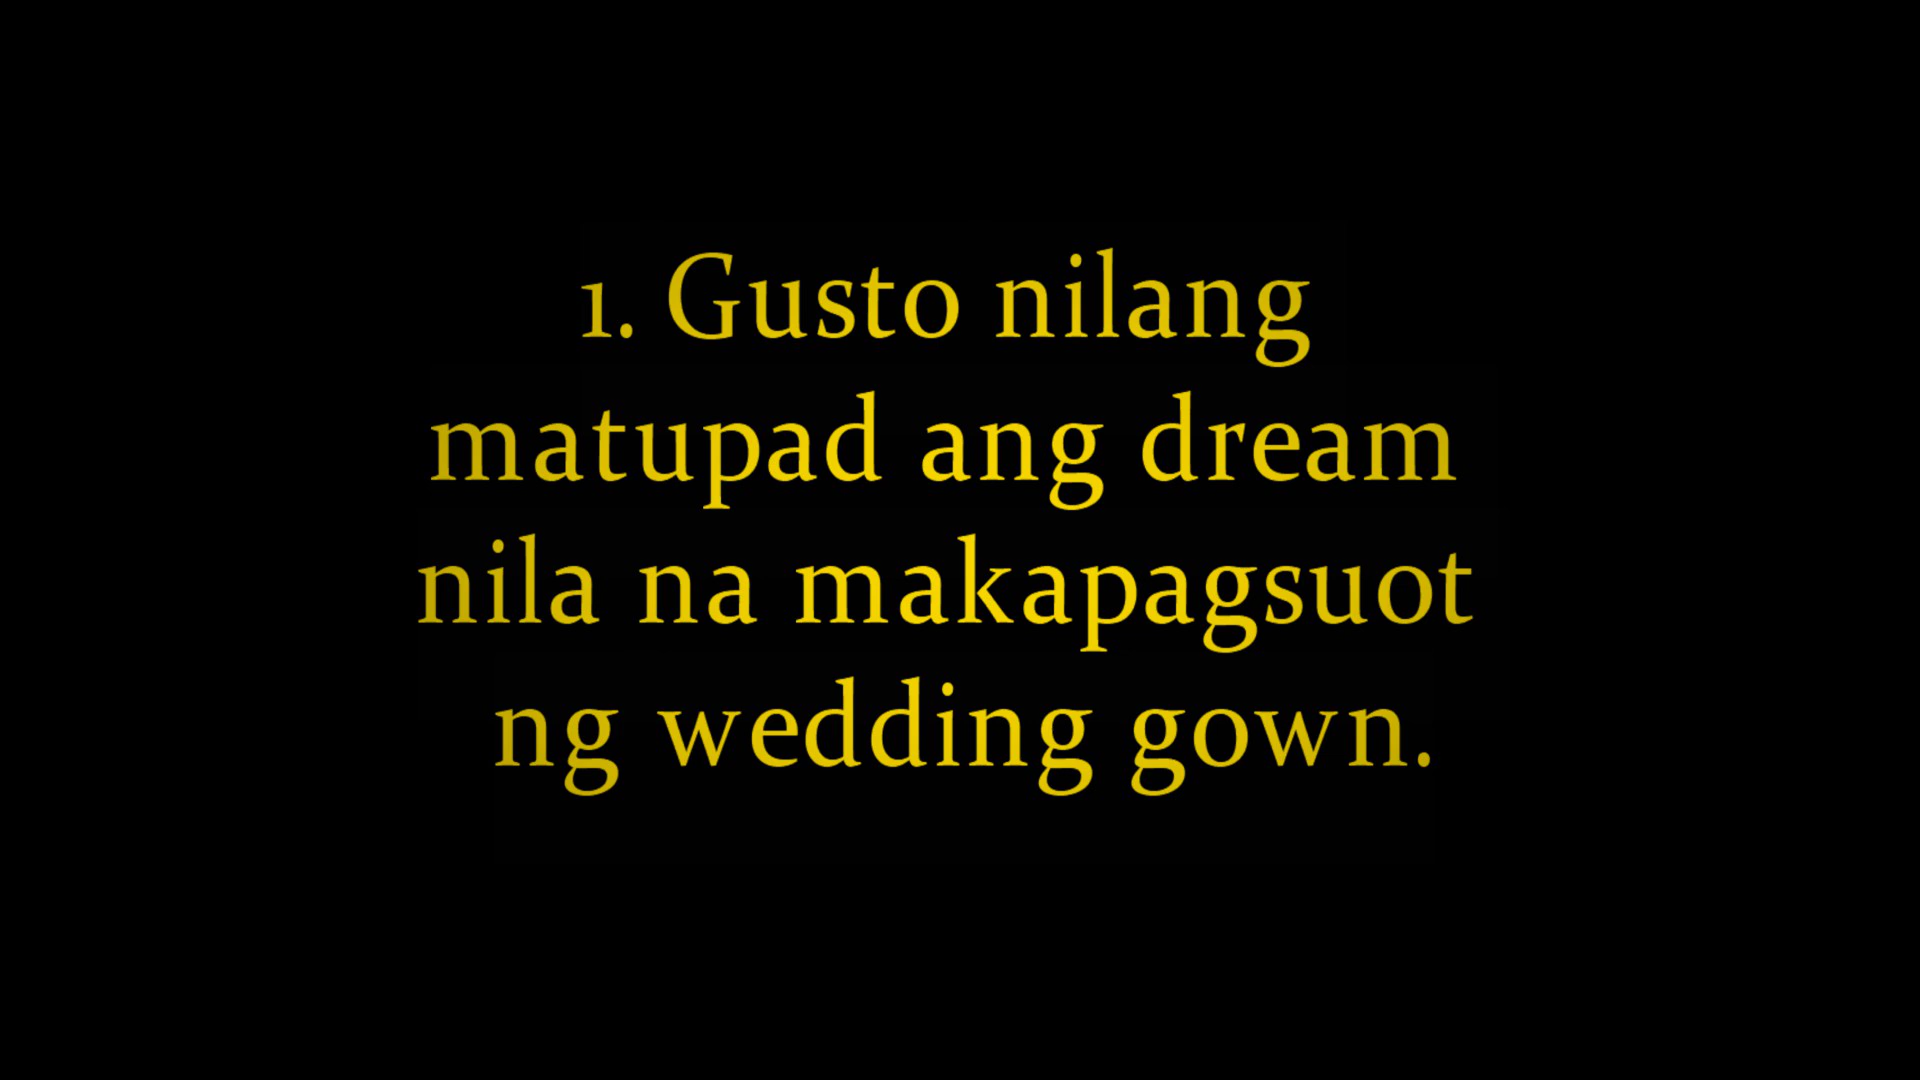 1. Gusto nilang
matupad ang dream
nila na makapagsuot
ng wedding gown.